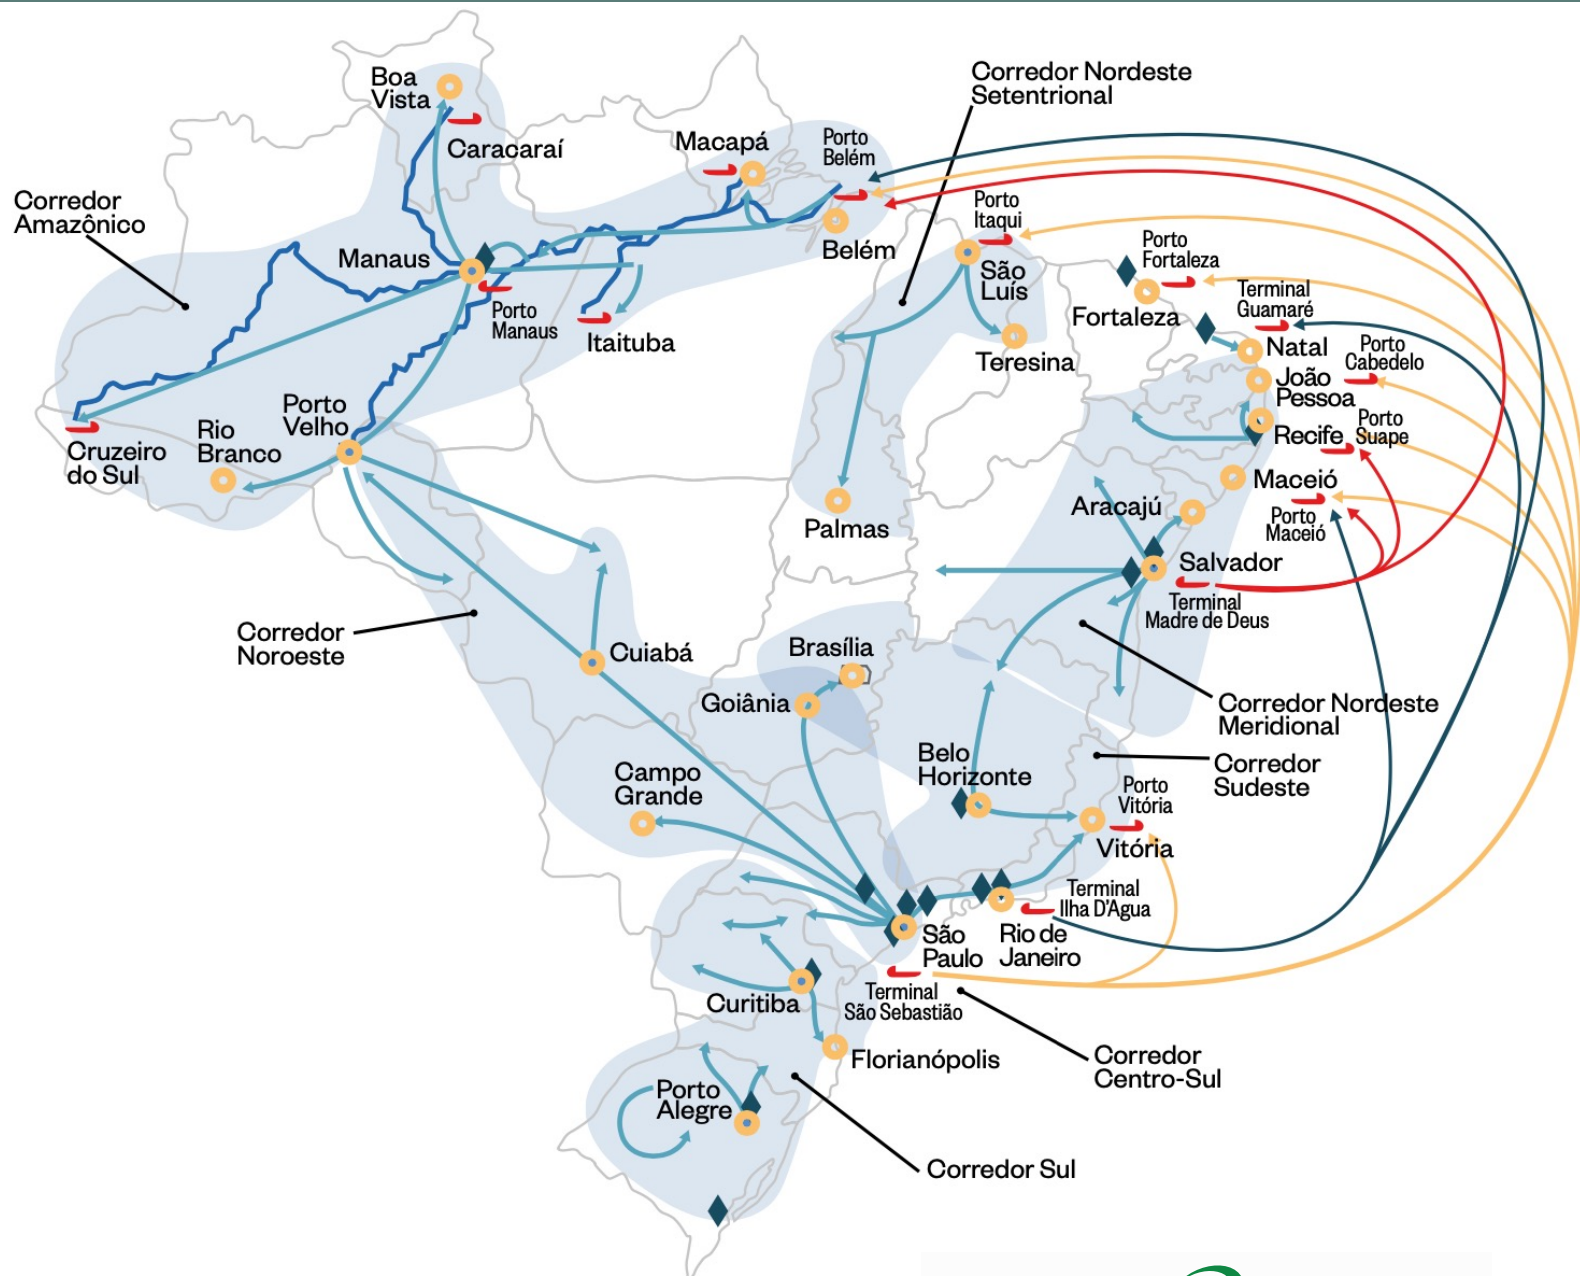 Boa
Vista
Caracaraí
Macapá
Porto
Belém
Corredor Nordeste
Setentrional
Corredor
Amazônico
Manaus
Belém
Porto
Itaqui
São
Luís
Porto
Fortaleza
Fortaleza
Terminal
Guamaré
Porto
Manaus
Itaituba
Teresina
Natal
Porto
Cabedelo
João
Pessoa
Porto
Suape
Recife
Porto
Velho
Rio
Branco
Cruzeiro
do Sul
Palmas
Maceió
Aracajú
Porto
Maceió
Salvador
Terminal
Madre de Deus
Corredor
Noroeste
Cuiabá
Brasília
Goiânia
Corredor Nordeste
Meridional
Belo
Horizonte
Corredor
Sudeste
Campo
Grande
Porto
Vitória
Vitória
Terminal
Ilha D'Agua
São
Paulo
Rio de
Janeiro
Curitiba
Terminal
São Sebastião
Florianópolis
Corredor
Centro-Sul
Porto
Alegre
Corredor Sul